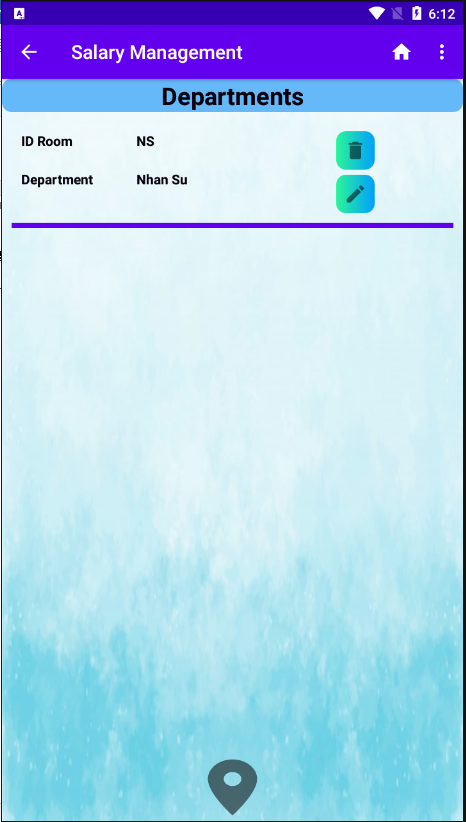 6:12
Salary Management
Departments
ID Room NS
Department Nhan Su